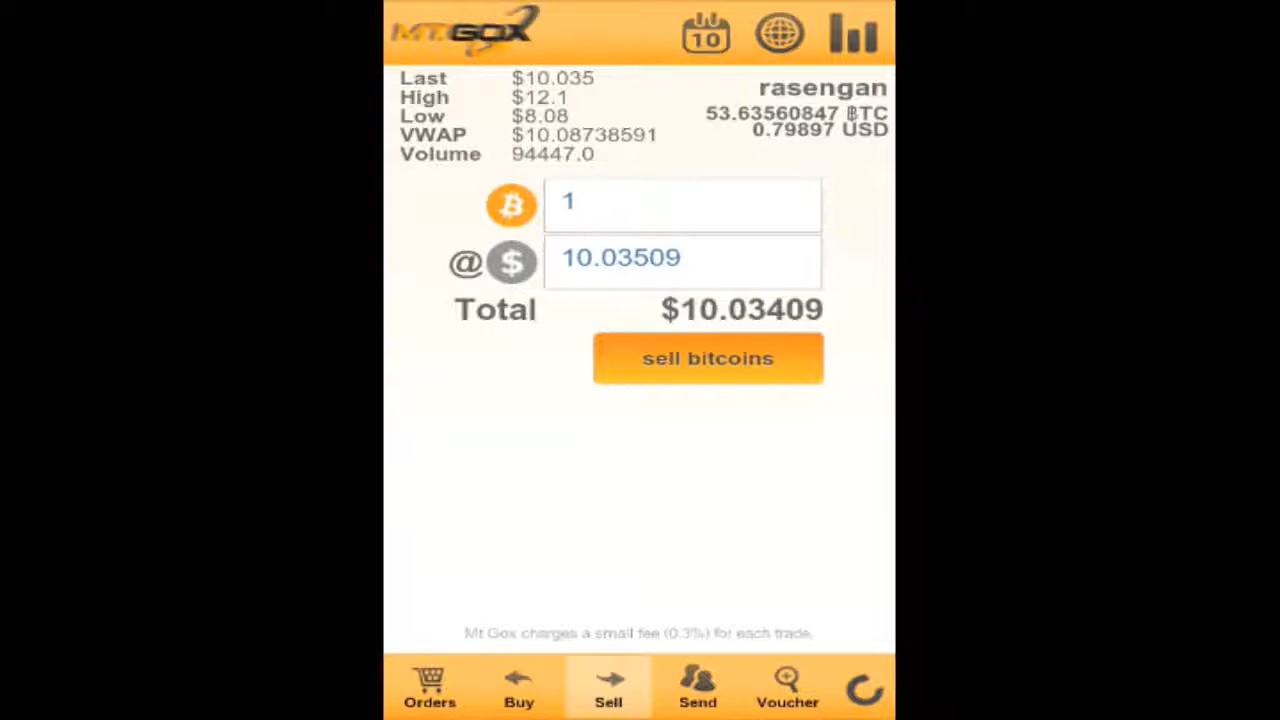 MT.GOX
10
Last $10.035
High $12.1
Low $8.08
VWAP $10.08738591
Volume 94447.0
rasengan
53.63560847 ฿TC
0.79897 USD
1
@ $ 10.03509
Total $10.03409
sell bitcoins
Mt Gox charges a small fee (0.3%) for each trade.
Orders Buy Sell Send Voucher